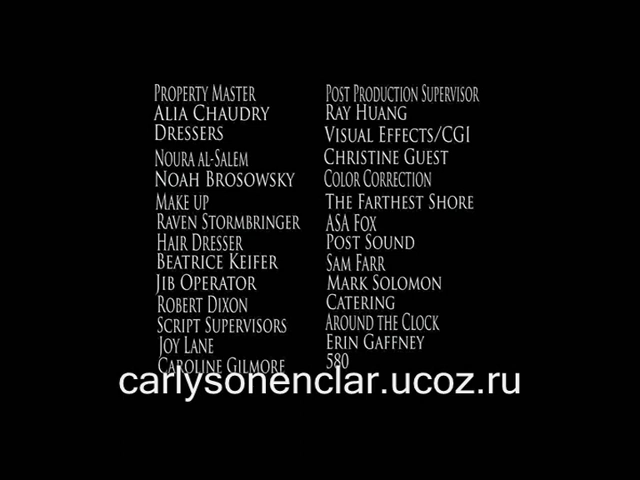 Property Master
Alia Chaudry
Dressers
Noura al-Salem
Noah Brosowsky
Make up
Raven Stormbringer
Hair Dresser
Beatrice Keifer
Jib Operator
Robert Dixon
Script Supervisors
Joy Lane
Caroline Gilmore
Post Production Supervisor
Ray Huang
Visual Effects/CGI
Christine Guest
Color Correction
The Farthest Shore
ASA Fox
Post Sound
Sam Farr
Mark Solomon
Catering
Around the Clock
Erin Gaffney
580
carlysonenclar.ucoz.ru